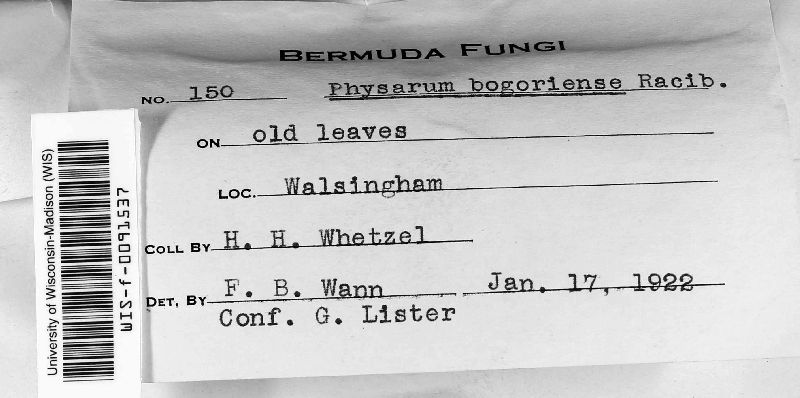 BERMUDA FUNGI
NO. 150 Physarum bogoriense Racib.
ON old leaves
LOC. Walsingham
COLL BY H. H. Whetzel
DET, BY F. B. Wann Jan. 17, 1922
Conf. G. Lister
University of Wisconsin-Madison (WIS)
WIS-f-0091537